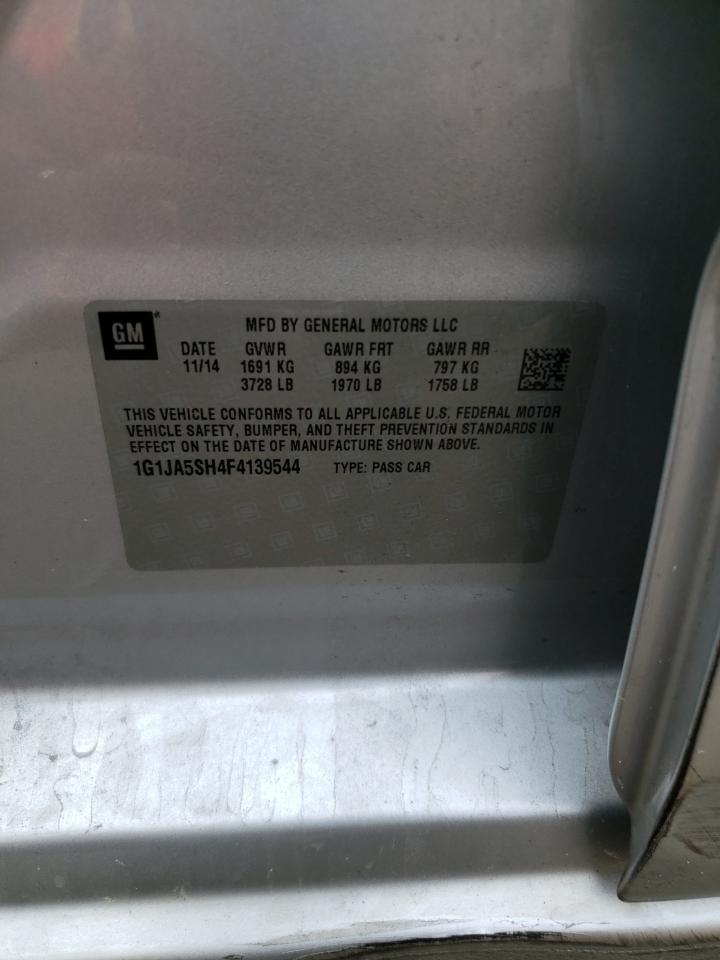 GM
MFD BY GENERAL MOTORS LLC
DATE GVWR GAWR FRT GAWR RR
11/14 1691 KG 894 KG 797 KG
3728 LB 1970 LB 1758 LB
THIS VEHICLE CONFORMS TO ALL APPLICABLE U.S. FEDERAL MOTOR
VEHICLE SAFETY, BUMPER, AND THEFT PREVENTION STANDARDS IN
EFFECT ON THE DATE OF MANUFACTURE SHOWN ABOVE.
1G1JA5SH4F4139544 TYPE: PASS CAR